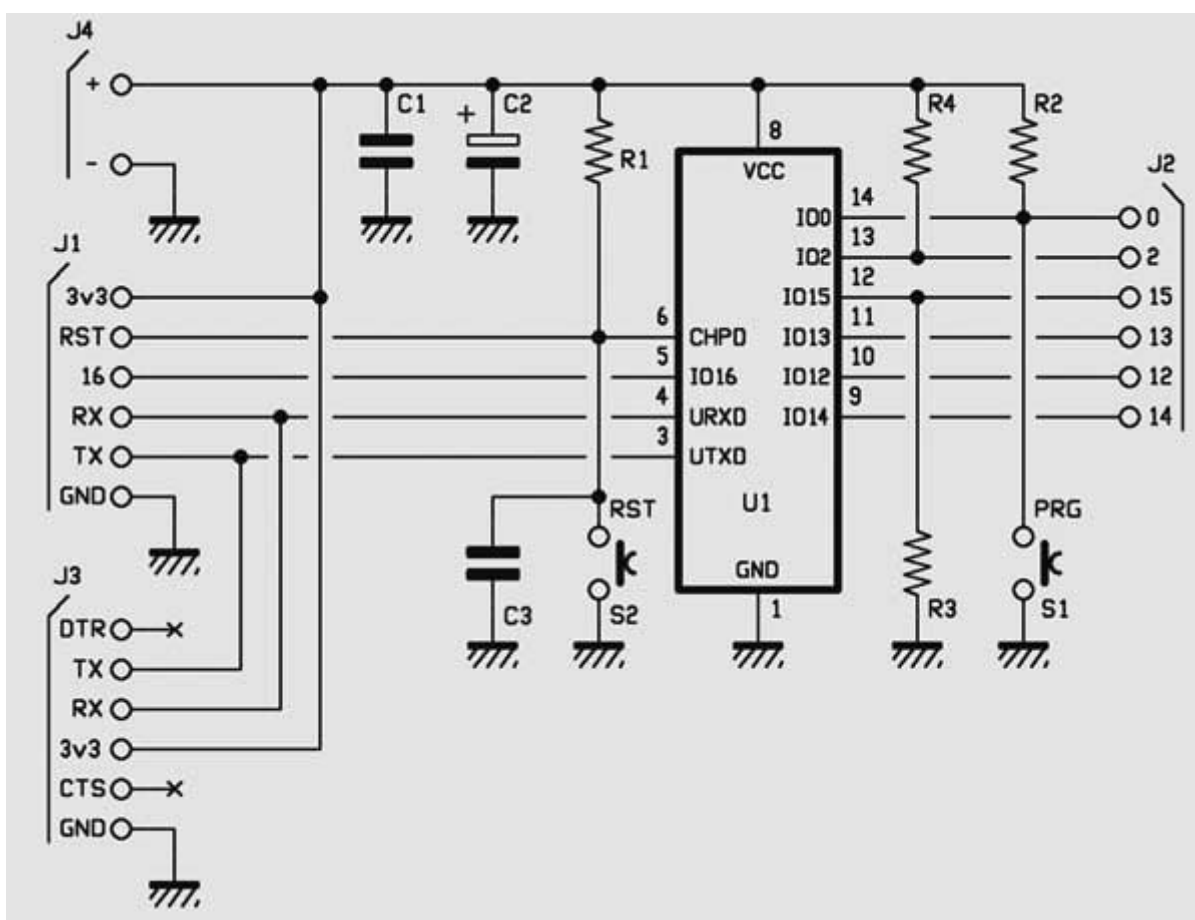 J4
+
-
C1
+
C2
R1
8
VCC
R4
R2
J2
J1
3v3
RST
16
RX
TX
GND
6
CHPD
5
IO16
4
URXD
3
UTXD
14
IO0
13
IO2
12
IO15
11
IO13
10
IO12
9
IO14
0
2
15
13
12
14
U1
GND
1
RST
S2
C3
R3
PRG
S1
J3
DTR
TX
RX
3v3
CTS
GND